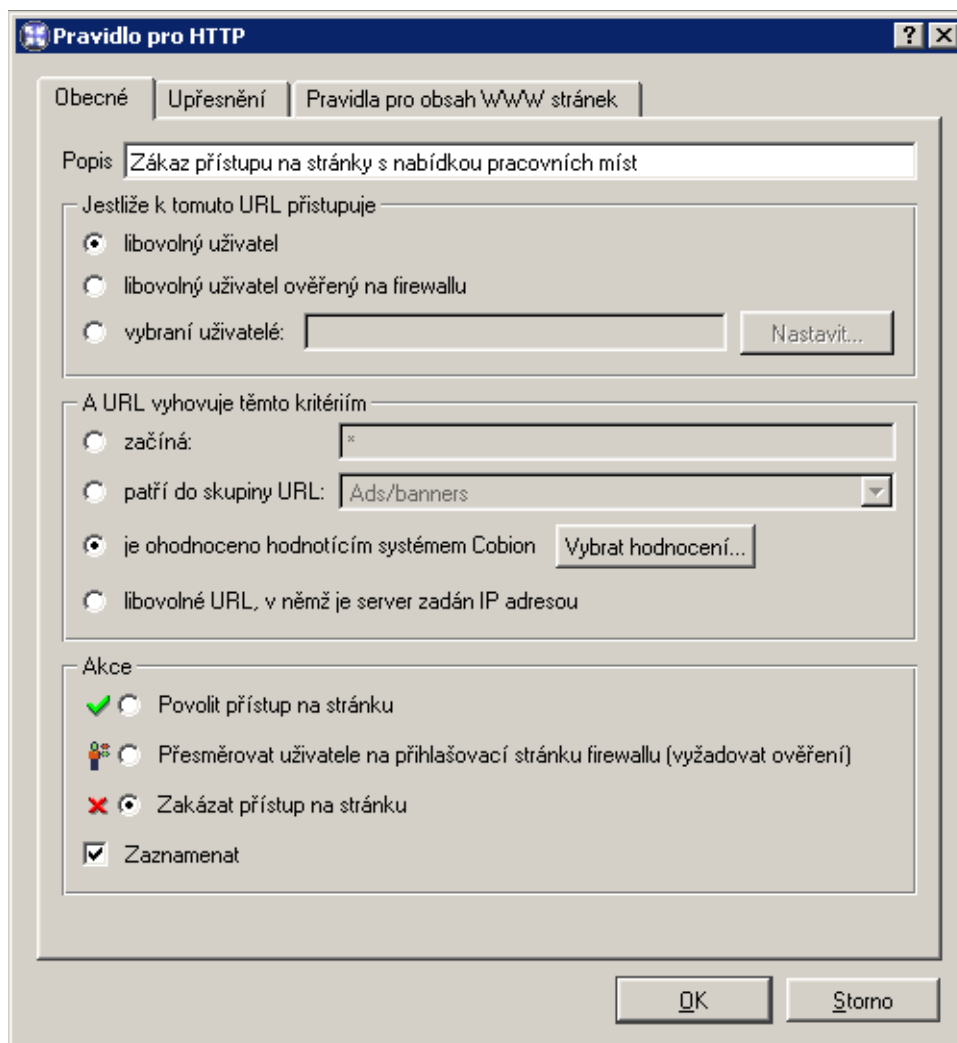 Pravidlo pro HTTP
Obecné Upřesnění Pravidla pro obsah WWW stránek
Popis Zákaz přístupu na stránky s nabídkou pracovních míst
Jestliže k tomuto URL přistupuje
libovolný uživatel
libovolný uživatel ověřený na firewallu
vybraní uživatelé: Nastavit...
A URL vyhovuje těmto kritériím
začíná: *
patří do skupiny URL: Ads/banners
je ohodnoceno hodnotícím systémem Cobion Vybrat hodnocení...
libovolné URL, v němž je server zadán IP adresou
Akce
Povolit přístup na stránku
Přesměrovat uživatele na přihlašovací stránku firewallu (vyžadovat ověření)
Zakázat přístup na stránku
Zaznamenat
OK Storno